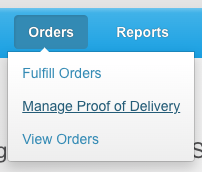 Orders Reports
Fulfill Orders
Manage Proof of Delivery
View Orders